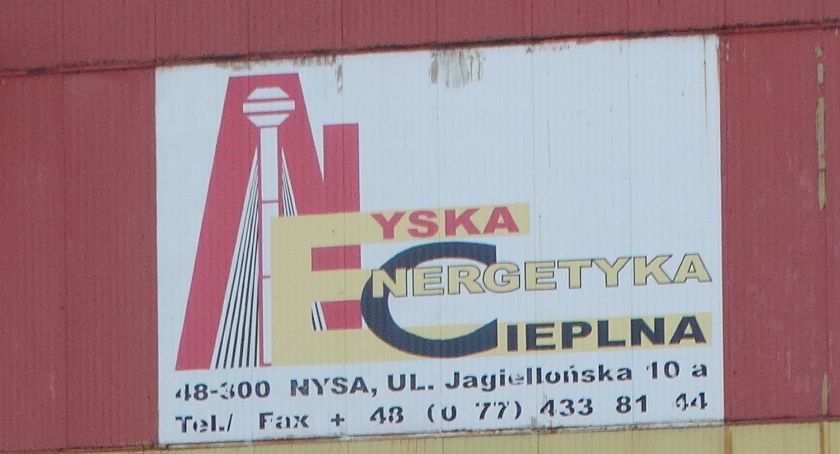 NYSKA
ENERGETYKA
CIEPLNA
48-300 NYSA, UL. Jagiellońska 10 a
Tel./ Fax + 48 (0 77) 433 81 44